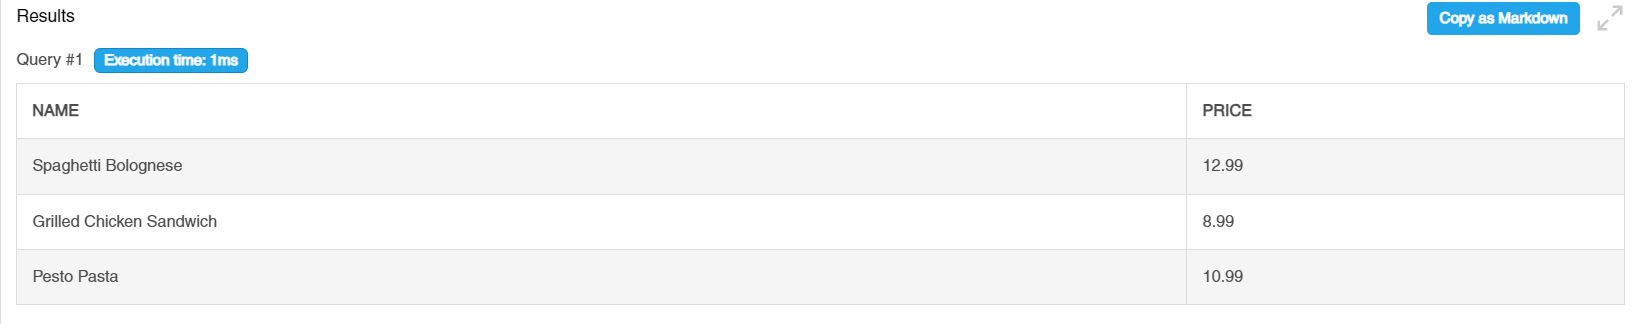 Results
Copy as Markdown
Query #1 Execution time: 1ms
NAME PRICE
Spaghetti Bolognese 12.99
Grilled Chicken Sandwich 8.99
Pesto Pasta 10.99